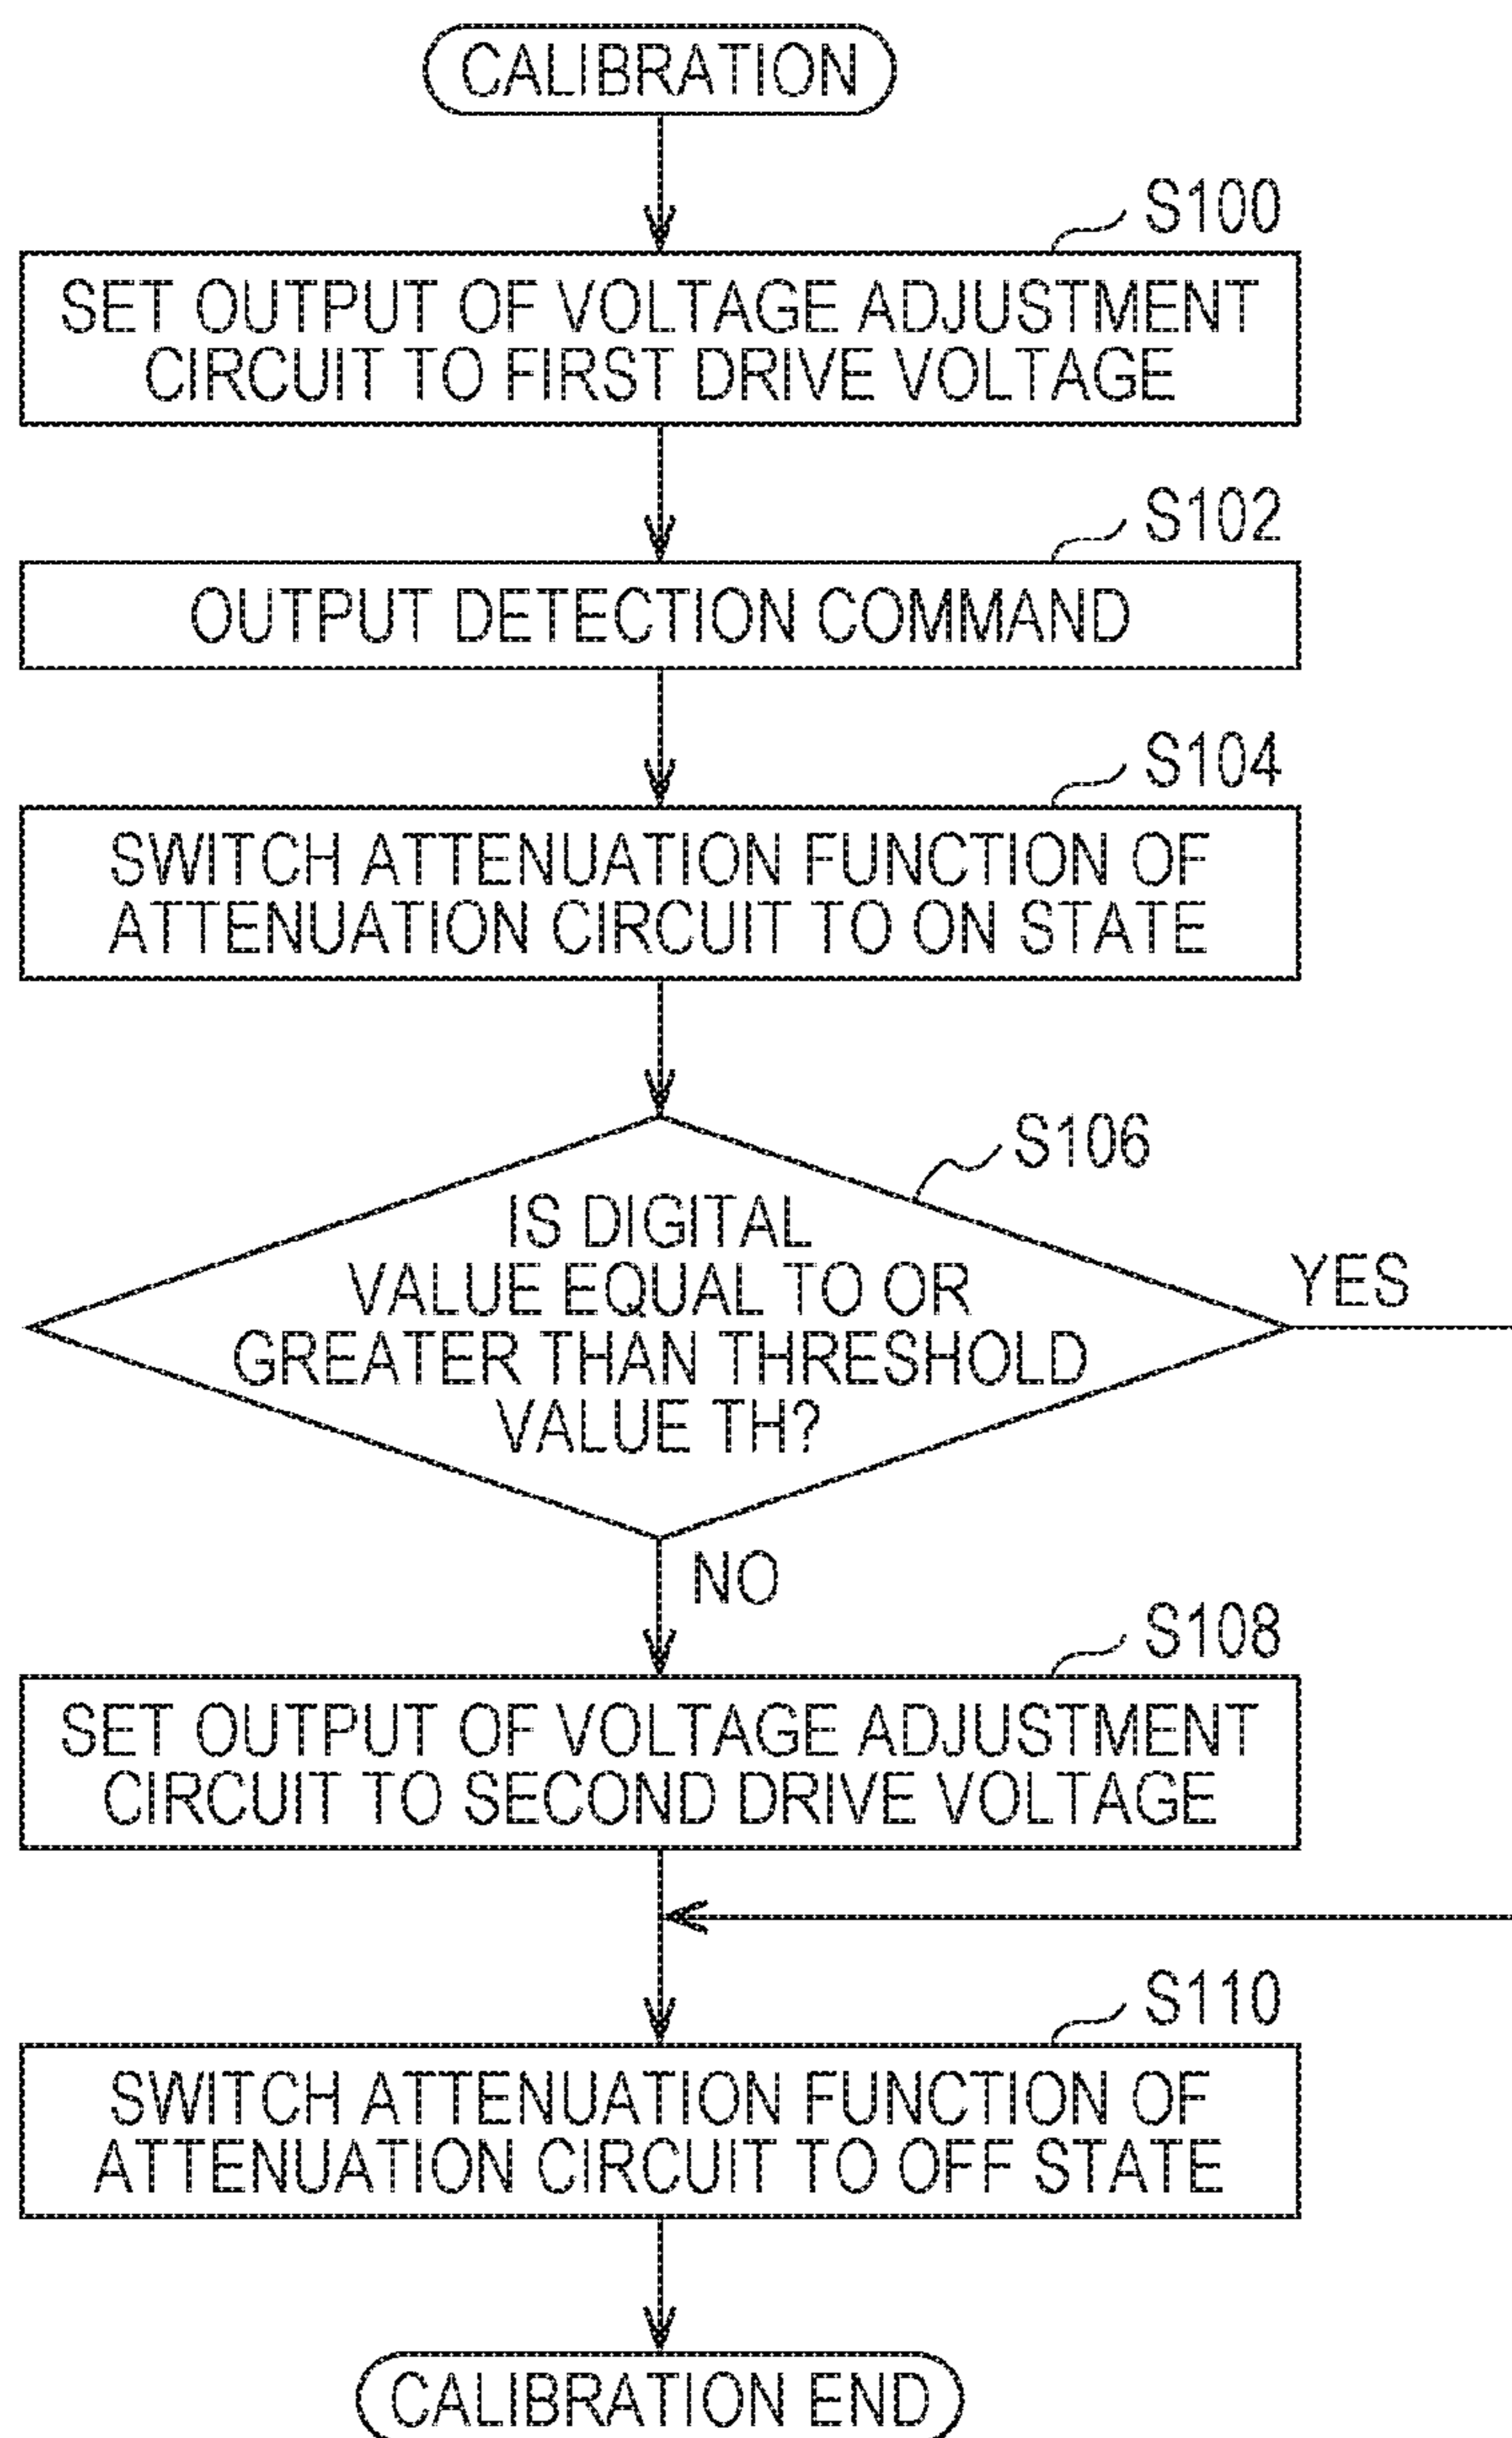 CALIBRATION
S100
SET OUTPUT OF VOLTAGE ADJUSTMENT
CIRCUIT TO FIRST DRIVE VOLTAGE
S102
OUTPUT DETECTION COMMAND
S104
SWITCH ATTENUATION FUNCTION OF
ATTENUATION CIRCUIT TO ON STATE
S106
IS DIGITAL
VALUE EQUAL TO OR
GREATER THAN THRESHOLD
VALUE TH?
YES
NO
S108
SET OUTPUT OF VOLTAGE ADJUSTMENT
CIRCUIT TO SECOND DRIVE VOLTAGE
S110
SWITCH ATTENUATION FUNCTION OF
ATTENUATION CIRCUIT TO OFF STATE
CALIBRATION END